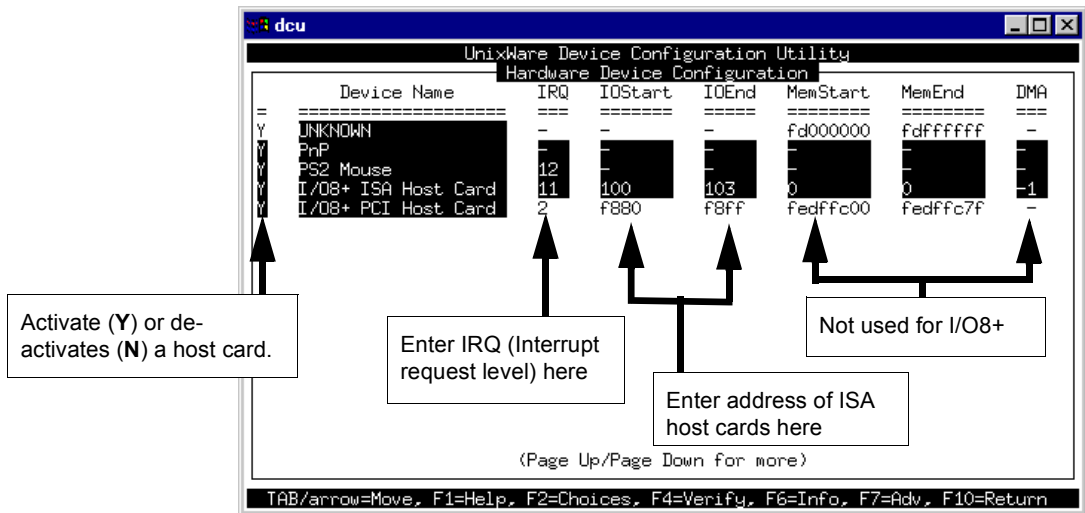 dcu
UnixWare Device Configuration Utility
Hardware Device Configuration
Device Name IRQ IOStart IOEnd MemStart MemEnd DMA
= ==================== === ======= ===== ======== ======== ===
Y UNKNOWN - - - fd000000 fdffffff -
Y PnP - - - - - -
Y PS2 Mouse 12 - - - - -
Y I/O8+ ISA Host Card 11 100 103 0 0 -1
Y I/O8+ PCI Host Card 2 f880 f8ff fedffc00 fedffc7f -
Activate (Y) or de-
activates (N) a host card.
Enter IRQ (Interrupt
request level) here
Enter address of ISA
host cards here
Not used for I/O8+
(Page Up/Page Down for more)
TAB/arrow=Move, F1=Help, F2=Choices, F4=Verify, F6=Info, F7=Adv, F10=Return